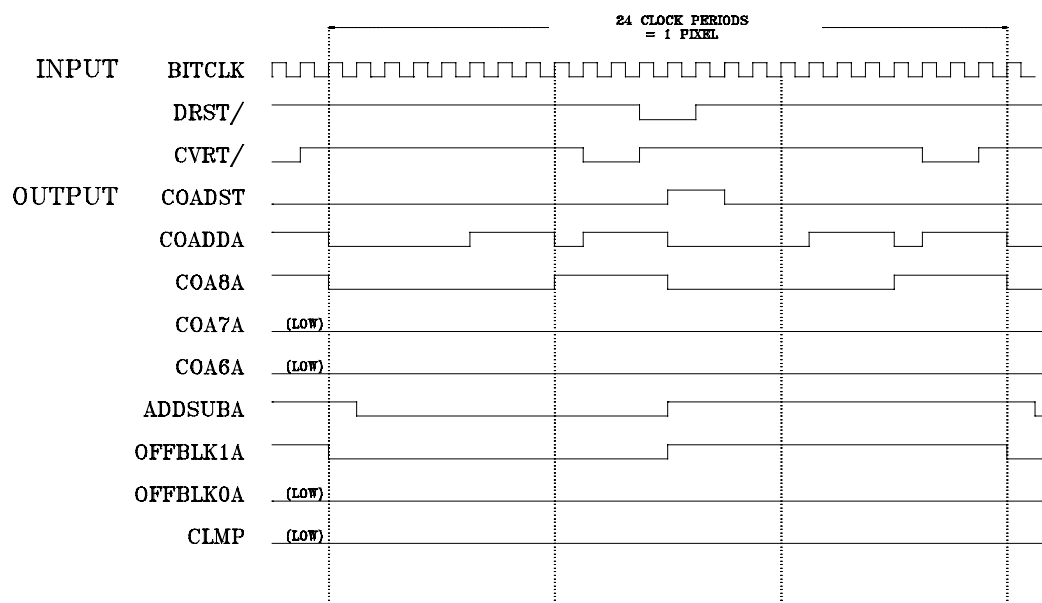 24 CLOCK PERIODS
= 1 PIXEL
INPUT BITCLK
DRST/
CVRT/
OUTPUT COADST
COADDA
COA8A
COA7A (LOW)
COA6A (LOW)
ADDSUBA
OFFBLK1A
OFFBLK0A (LOW)
CLMP (LOW)